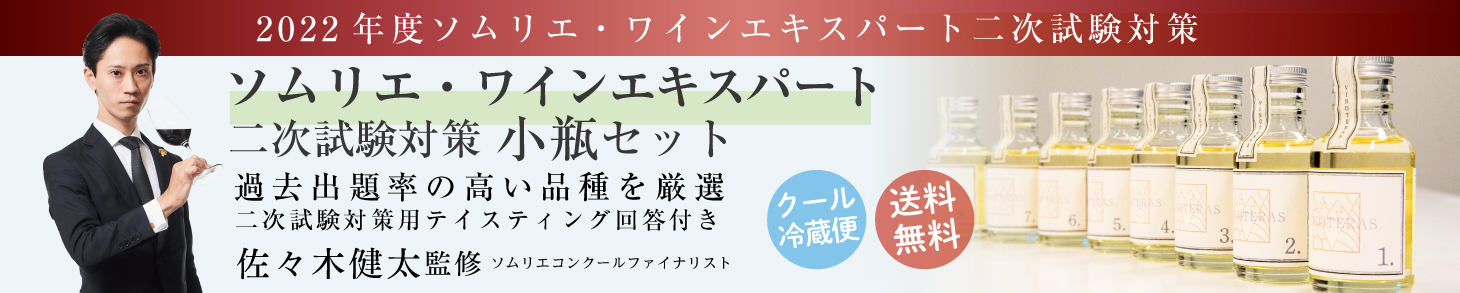 2022年度ソムリエ・ワインエキスパート二次試験対策
ソムリエ・ワインエキスパート
二次試験対策 小瓶セット
過去出題率の高い品種を厳選
二次試験対策用テイスティング回答付き
佐々木健太監修 ソムリエコンクールファイナリスト
クール
冷蔵便
送料
無料
7.
6.
5.
4.
3.
2.
1.